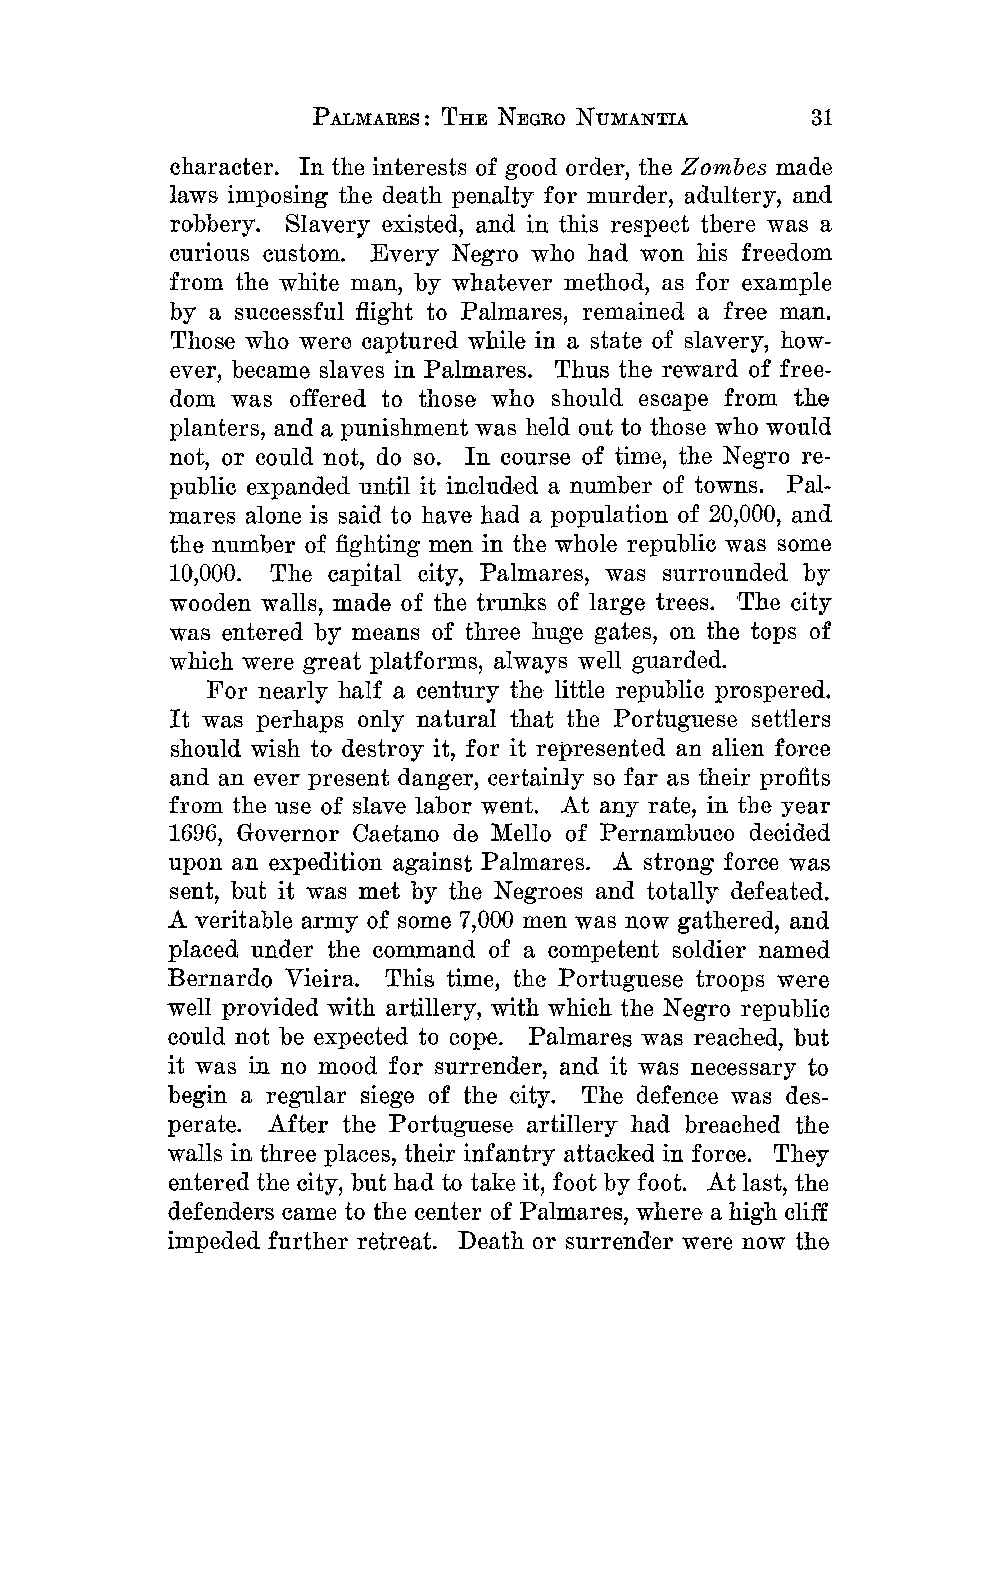 PALMARES: THE NEGRO NUMANTIA 31
character. In the interests of good order, the Zombes made
laws imposing the death penalty for murder, adultery, and
robbery. Slavery existed, and in this respect there was a
curious custom. Every Negro who had won his freedom
from the white man, by whatever method, as for example
by a successful flight to Palmares, remained a free man.
Those who were captured while in a state of slavery, how-
ever, became slaves in Palmares. Thus the reward of free-
dom was offered to those who should escape from the
planters, and a punishment was held out to those who would
not, or could not, do so. In course of time, the Negro re-
public expanded until it included a number of towns. Pal-
mares alone is said to have had a population of 20,000, and
the number of fighting men in the whole republic was some
10,000. The capital city, Palmares, was surrounded by
wooden walls, made of the trunks of large trees. The city
was entered by means of three huge gates, on the tops of
which were great platforms, always well guarded.
For nearly half a century the little republic prospered.
It was perhaps only natural that the Portuguese settlers
should wish to destroy it, for it represented an alien force
and an ever present danger, certainly so far as their profits
from the use of slave labor went. At any rate, in the year
1696, Governor Caetano de Mello of Pernambuco decided
upon an expedition against Palmares. A strong force was
sent, but it was met by the Negroes and totally defeated.
A veritable army of some 7,000 men was now gathered, and
placed under the command of a competent soldier named
Bernardo Vieira. This time, the Portuguese troops were
well provided with artillery, with which the Negro republic
could not be expected to cope. Palmares was reached, but
it was in no mood for surrender, and it was necessary to
begin a regular siege of the city. The defence was des-
perate. After the Portuguese artillery had breached the
walls in three places, their infantry attacked in force. They
entered the city, but had to take it, foot by foot. At last, the
defenders came to the center of Palmares, where a high cliff
impeded further retreat. Death or surrender were now the